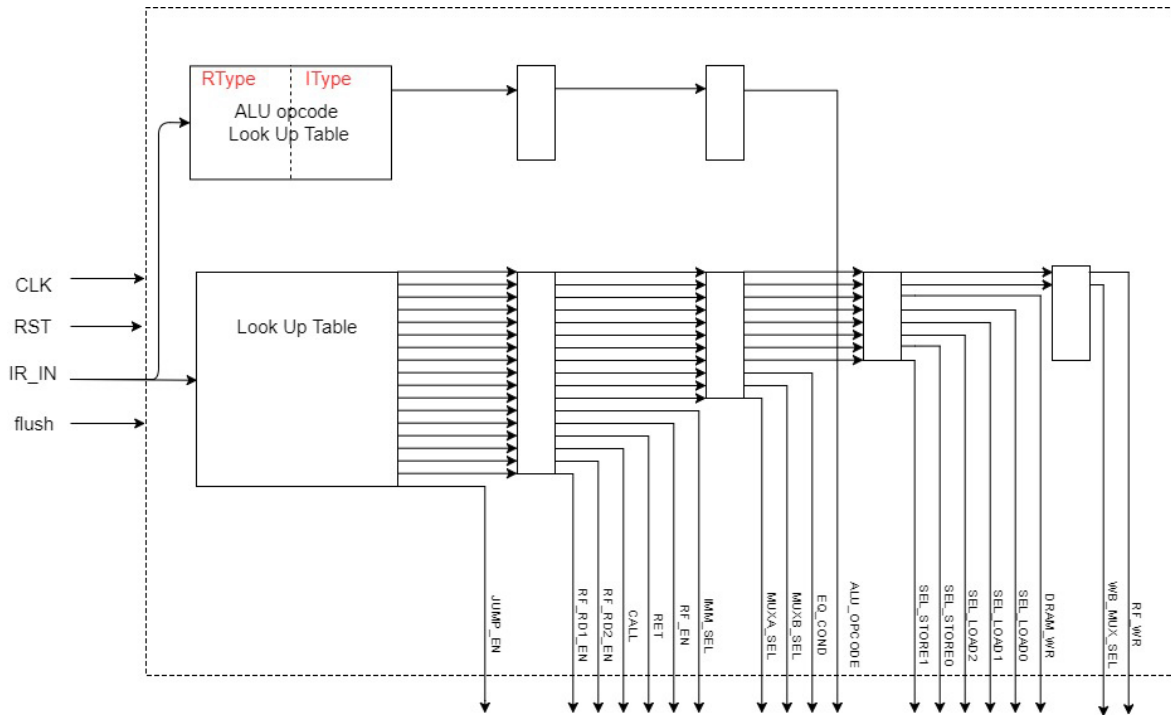 RType IType
ALU opcode
Look Up Table
CLK
RST
IR_IN
flush
Look Up Table
JUMP_EN
RF_RD1_EN
RF_RD2_EN
CALL
RET
RF_EN
IMM_SEL
MUXA_SEL
MUXB_SEL
EQ_COND
ALU_OPCODE
SEL_STORE1
SEL_STORE0
SEL_LOAD2
SEL_LOAD1
SEL_LOAD0
DRAM_WR
WB_MUX_SEL
RF_WR